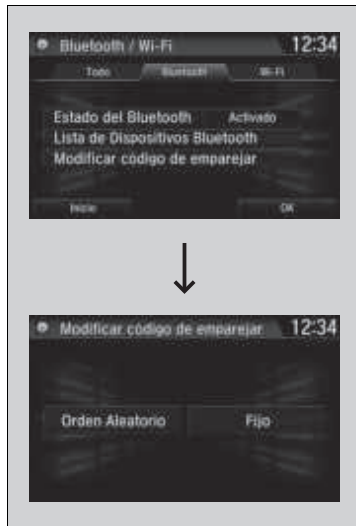 Bluetooth / Wi-Fi 12:34
Todo Bluetooth Wi-Fi
Estado del Bluetooth Activado
Lista de Dispositivos Bluetooth
Modificar código de emparejar
Inicio OK
Modificar código de emparejar 12:34
Orden Aleatorio Fijo